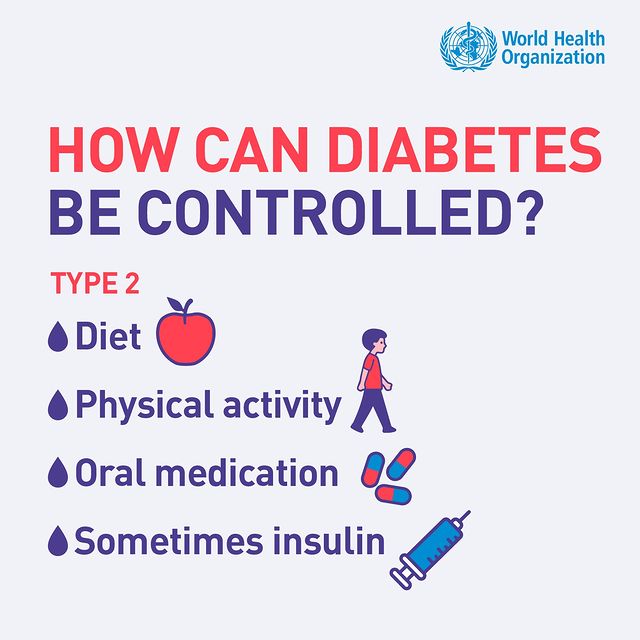 World Health
Organization
HOW CAN DIABETES
BE CONTROLLED?
TYPE 2
Diet
Physical activity
Oral medication
Sometimes insulin